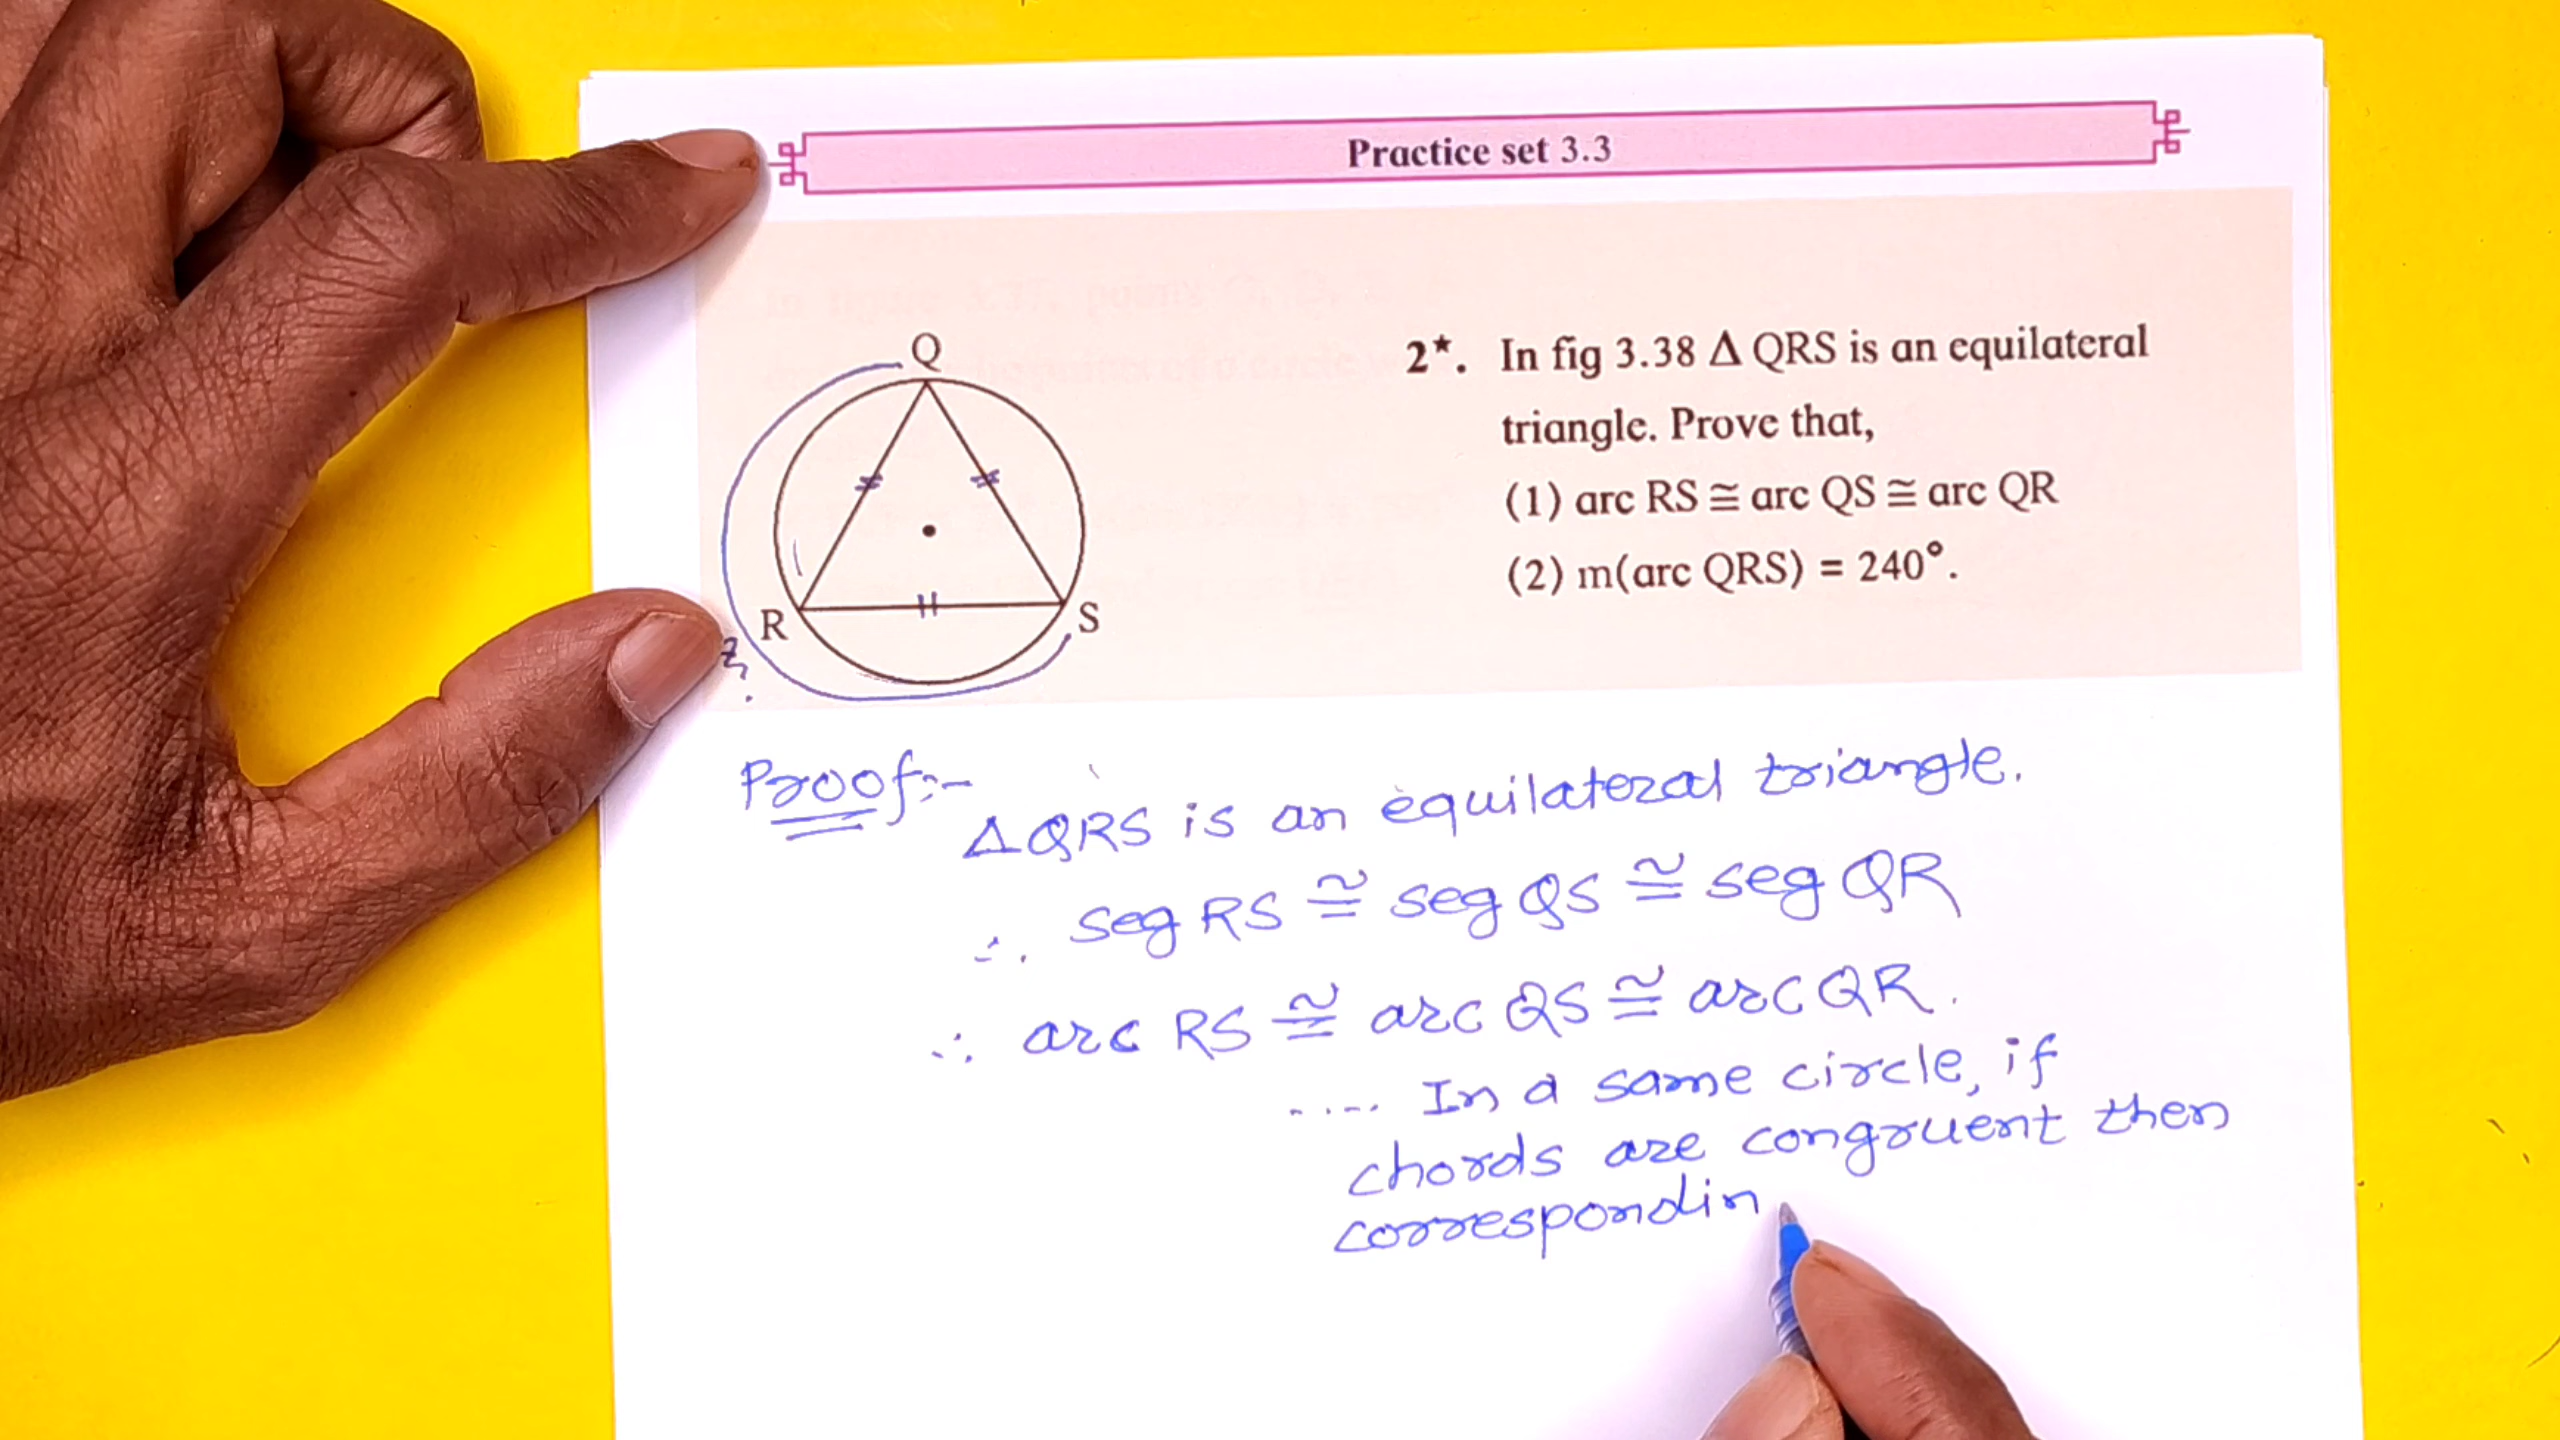 Practice set 3.3
Q
R
S
2*. In fig 3.38 Δ QRS is an equilateral
triangle. Prove that,
(1) arc RS ≅ arc QS ≅ arc QR
(2) m(arc QRS) = 240°.
Proof:-
ΔQRS is an equilateral triangle.
∴ seg RS ≅ seg QS ≅ seg QR
∴ arc RS ≅ arc QS ≅ arc QR.
..... In a same circle, if
chords are congruent then
correspondin